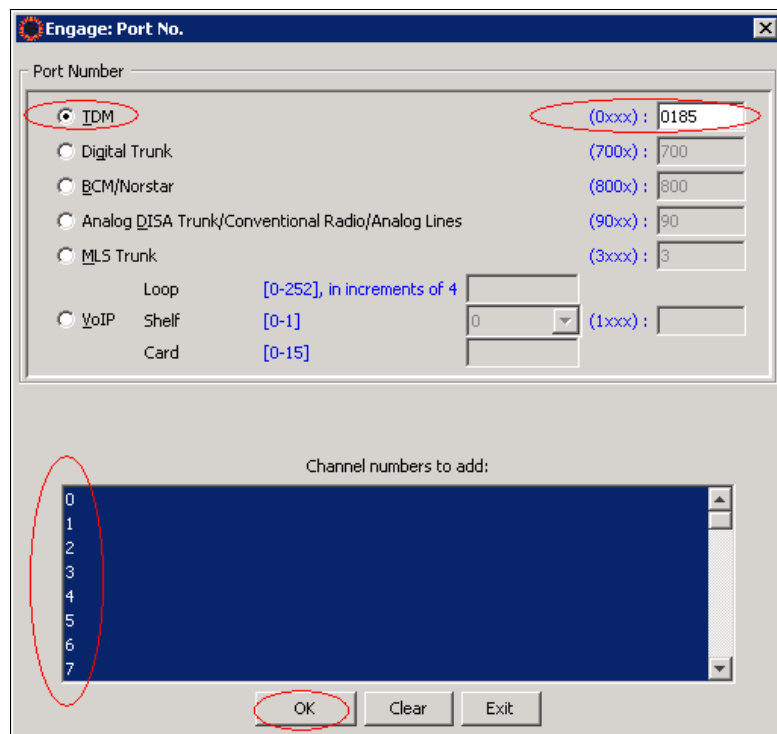 Engage: Port No.
Port Number
TDM (0xxx) : 0185
Digital Trunk (700x) : 700
BCM/Norstar (800x) : 800
Analog DISA Trunk/Conventional Radio/Analog Lines (90xx) : 90
MLS Trunk (3xxx) : 3
Loop [0-252], in increments of 4
VoIP Shelf [0-1] 0 (1xxx) :
Card [0-15]
Channel numbers to add:
0
1
2
3
4
5
6
7
OK Clear Exit